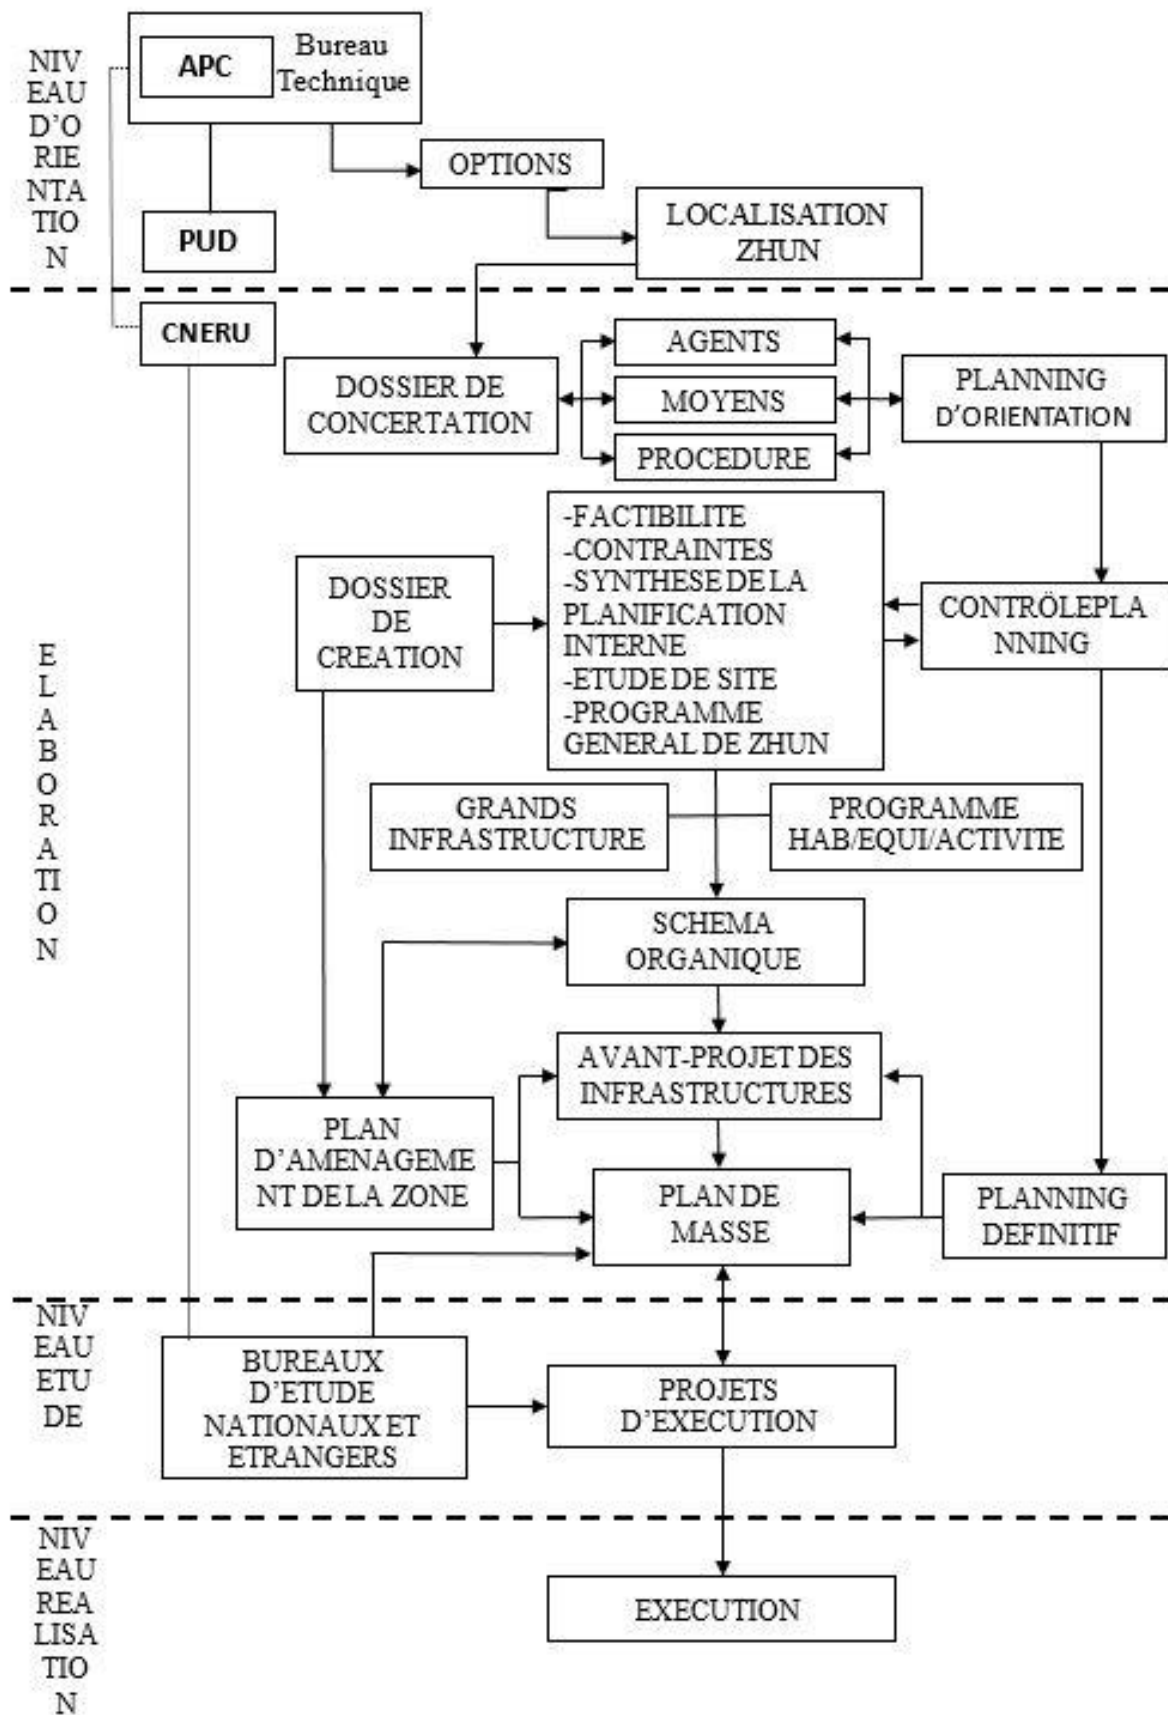 NIV
EAU
D'O
RIE
NTA
TIO
N
APC
Bureau
Technique
OPTIONS
PUD
LOCALISATION
ZHUN
E
L
A
B
O
R
A
TI
O
N
CNERU
AGENTS
DOSSIER DE
CONCERTATION
MOYENS
PLANNING
D'ORIENTATION
PROCEDURE
-FACTIBILITE
-CONTRAINTES
-SYNTHESE DE LA
PLANIFICATION
INTERNE
-ETUDE DE SITE
-PROGRAMME
GENERAL DE ZHUN
DOSSIER
DE
CREATION
CONTRÖLEPLA
NNING
GRANDS
INFRASTRUCTURE
PROGRAMME
HAB/EQUI/ACTIVITE
SCHEMA
ORGANIQUE
AVANT-PROJET DES
INFRASTRUCTURES
PLAN
D'AMENAGEME
NT DE LA ZONE
PLAN DE
MASSE
PLANNING
DEFINITIF
NIV
EAU
ETU
DE
BUREAUX
D'ETUDE
NATIONAUX ET
ETRANGERS
PROJETS
D'EXECUTION
NIV
EAU
REA
LISA
TIO
N
EXECUTION